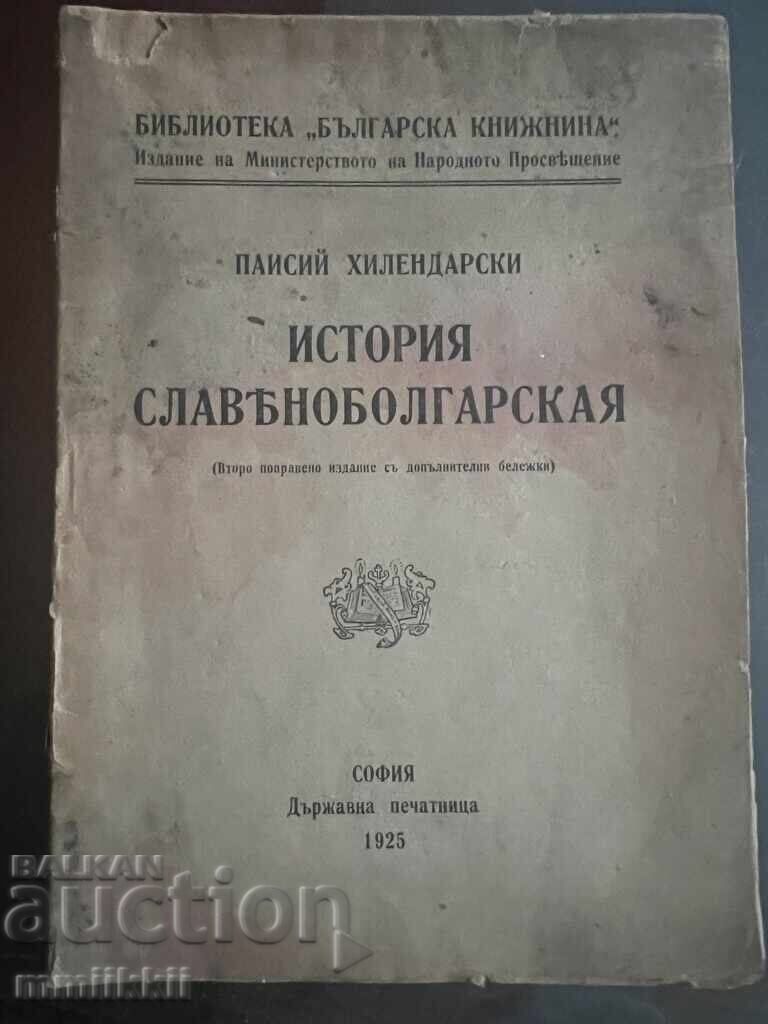 БИБЛИОТЕКА „БЪЛГАРСКА КНИЖНИНА“
Издание на Министерството на Народното Просвѣщение
ПАИСИЙ ХИЛЕНДАРСКИ
ИСТОРИЯ
СЛАВѢНОБОЛГАРСКАЯ
(Второ поправено издание съ допълнителни бележки)
СОФИЯ
Държавна печатница
1925
BALKAN
auction
mmiikkii